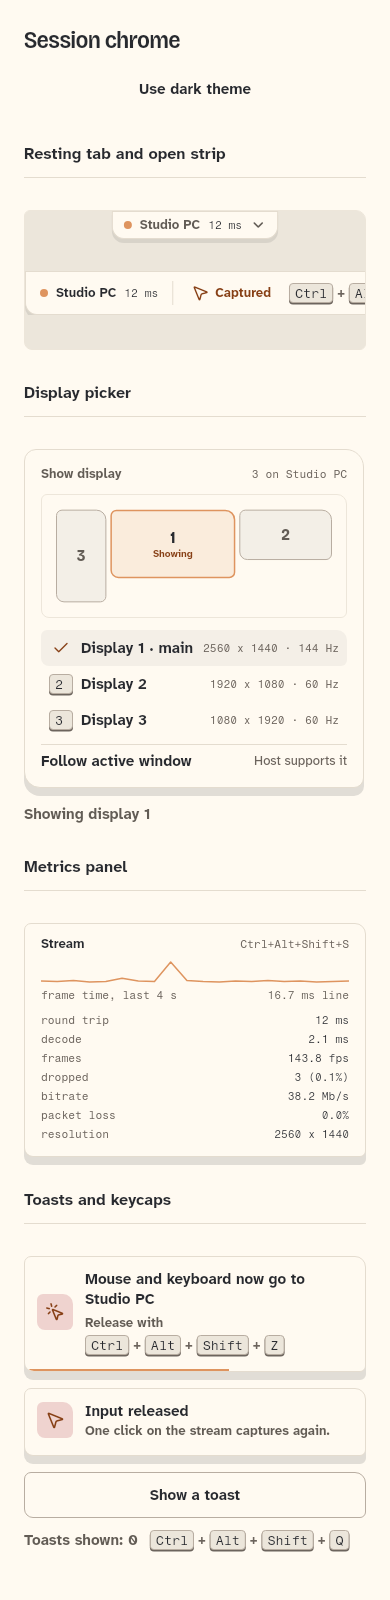 Session chrome
Use dark theme
Resting tab and open strip
Studio PC 12 ms
Studio PC 12 ms Captured Ctrl + A
Display picker
Show display 3 on Studio PC
3 1 2
Showing
Display 1 · main 2560 x 1440 · 144 Hz
2 Display 2 1920 x 1080 · 60 Hz
3 Display 3 1080 x 1920 · 60 Hz
Follow active window Host supports it
Showing display 1
Metrics panel
Stream Ctrl+Alt+Shift+S
frame time, last 4 s 16.7 ms line
round trip 12 ms
decode 2.1 ms
frames 143.8 fps
dropped 3 (0.1%)
bitrate 38.2 Mb/s
packet loss 0.0%
resolution 2560 x 1440
Toasts and keycaps
Mouse and keyboard now go to
Studio PC
Release with
Ctrl + Alt + Shift + Z
Input released
One click on the stream captures again.
Show a toast
Toasts shown: 0 Ctrl + Alt + Shift + Q